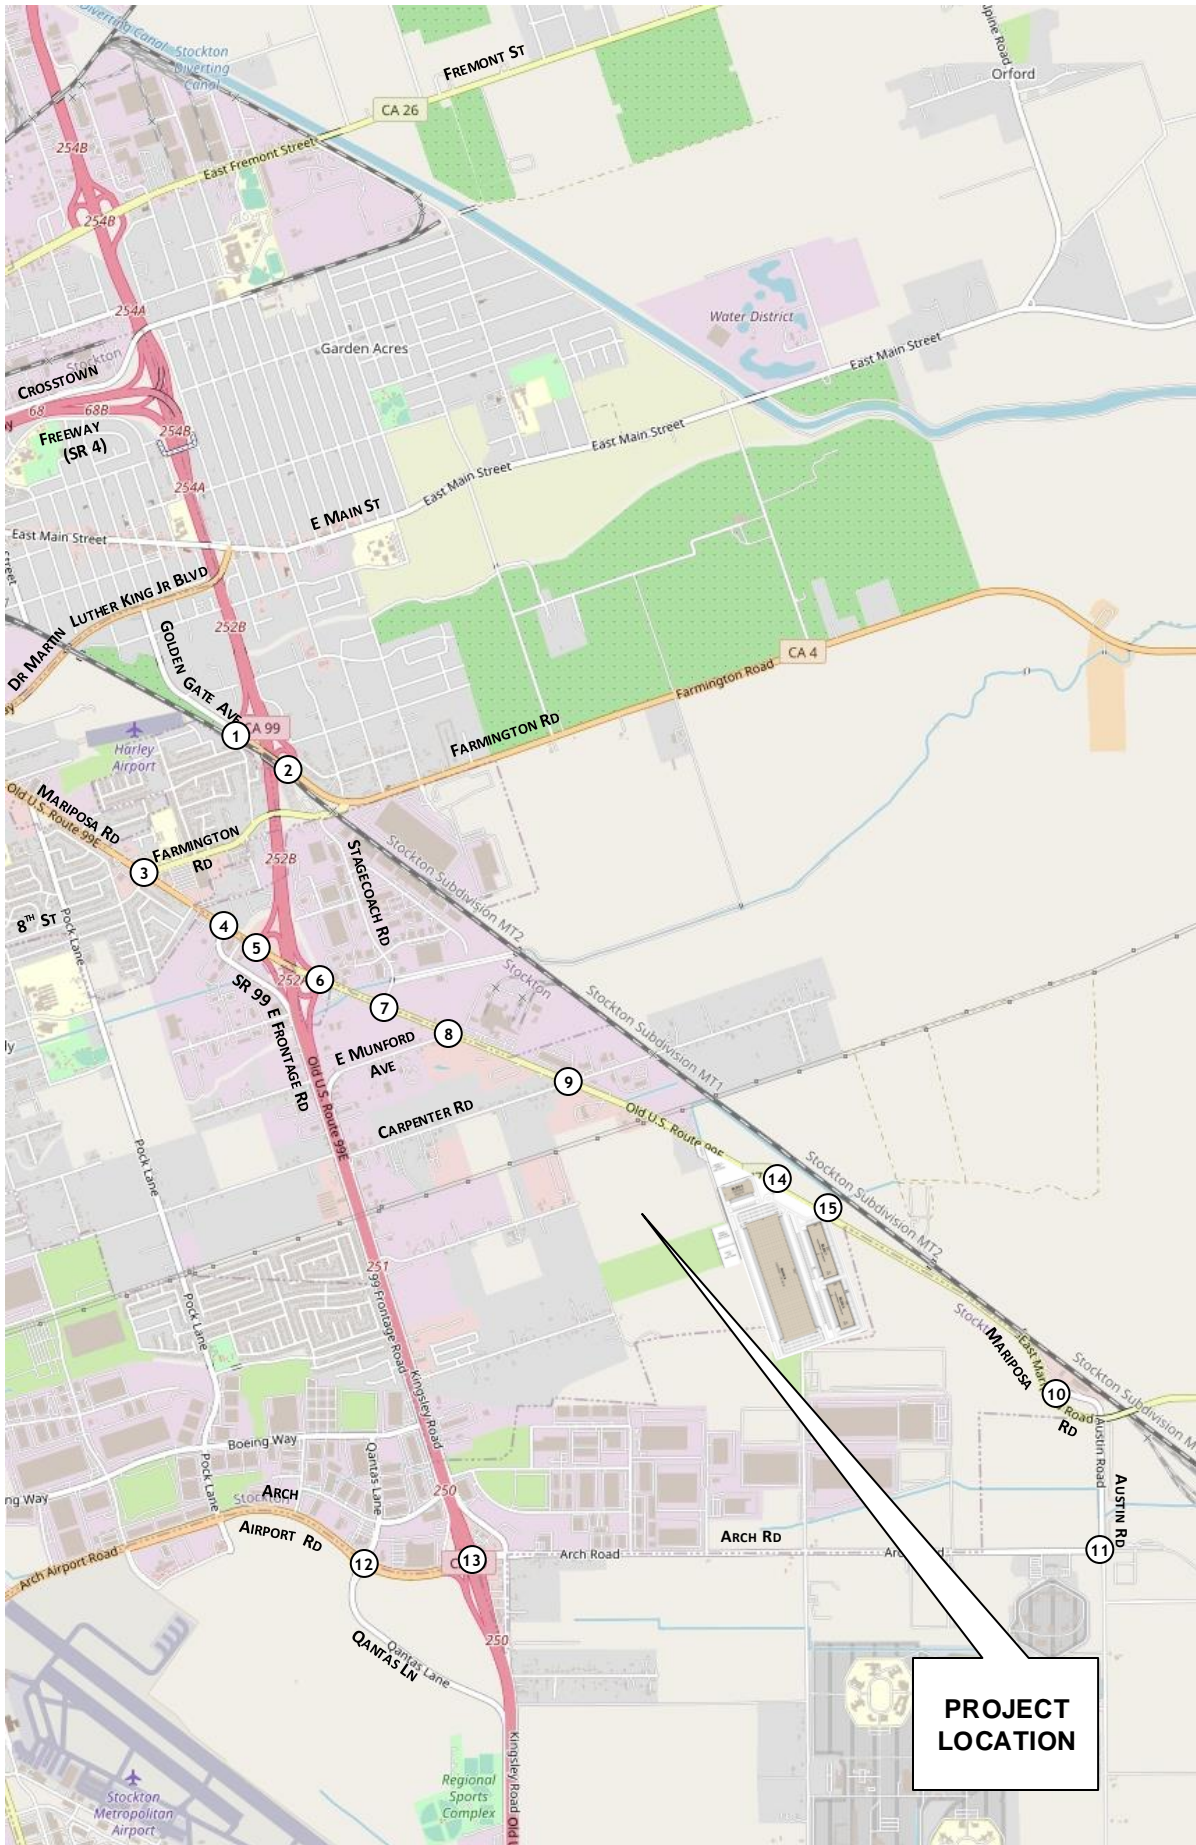 Diverting Canal
Stockton
Diverting
Canal
FREMONT ST
CA 26
East Fremont Street
254B
254B
Orford
254A
Stockton
Garden Acres
Water District
East Main Street
CROSSTOWN
68
68B
FREEWAY
(SR 4)
254B
254A
East Main Street
East Main Street
E MAIN ST
East Main Street
DR MARTIN LUTHER KING JR BLVD
252B
GOLDEN GATE AVE
CA 4
Farmington Road
FARMINGTON RD
CA 99
1
2
Harley
Airport
MARIPOSA RD
Old U.S. Route 99E
FARMINGTON
RD
3
252B
STAGECOACH RD
Stockton Subdivision MT2
8TH ST
Pock Lane
4
5
6
SR 99 E FRONTAGE RD
7
Stockton
8
E MUNFORD
AVE
Stockton Subdivision MT1
9
Old U.S. Route 99E
CARPENTER RD
Old U.S. Route 99E
Pock Lane
14
15
Stockton Subdivision MT2
251
99 Frontage Road
Pock Lane
Kingsley Road
MARIPOSA
RD
10
Stockton Subdivision
Austin Road
AUSTIN RD
Boeing Way
Qantas Lane
Pock Lane
250
Stockton
ARCH
AIRPORT RD
Arch Airport Road
12
13
Arch Road
ARCH RD
11
250
QANTAS LN
Qantas Lane
Kingsley Road
PROJECT
LOCATION
Regional
Sports
Complex
Stockton
Metropolitan
Airport